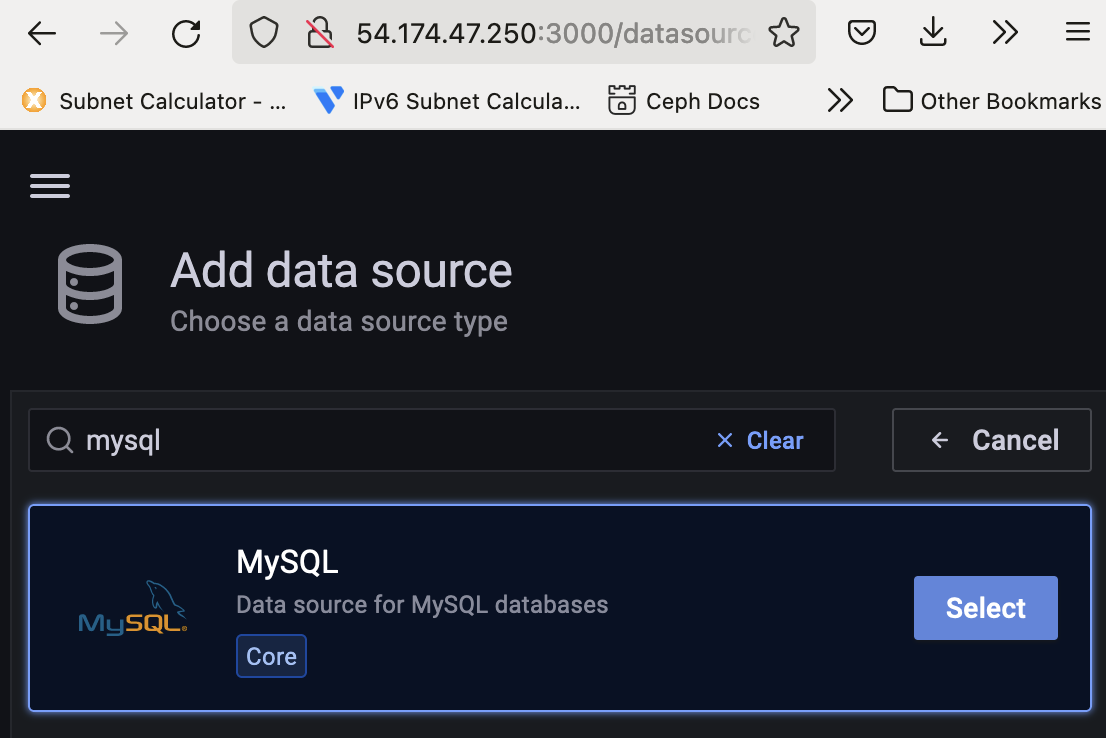 54.174.47.250:3000/datasourc
Subnet Calculator - ... IPv6 Subnet Calcula... Ceph Docs Other Bookmarks
Add data source
Choose a data source type
mysql Clear Cancel
MySQL
Data source for MySQL databases
MySQL® Select
Core